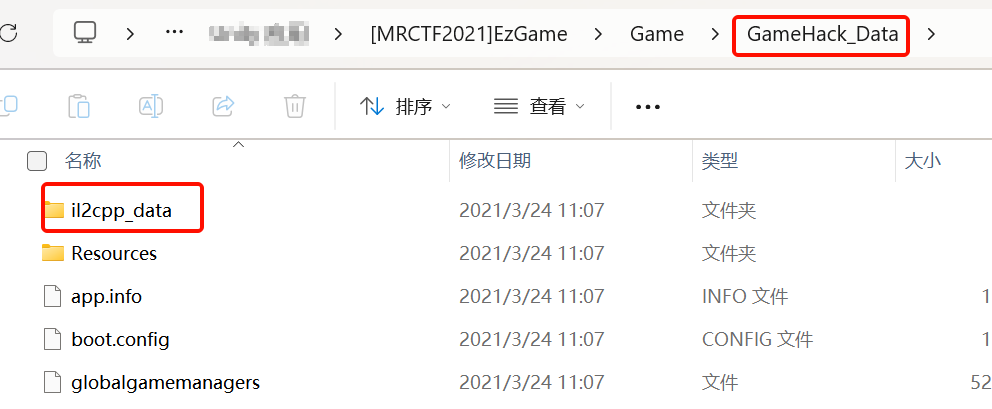 [MRCTF2021]EzGame Game GameHack_Data
排序 查看
名称 修改日期 类型 大小
il2cpp_data 2021/3/24 11:07 文件夹
Resources 2021/3/24 11:07 文件夹
app.info 2021/3/24 11:07 INFO 文件 1
boot.config 2021/3/24 11:07 CONFIG 文件 1
globalgamemanagers 2021/3/24 11:07 文件 52